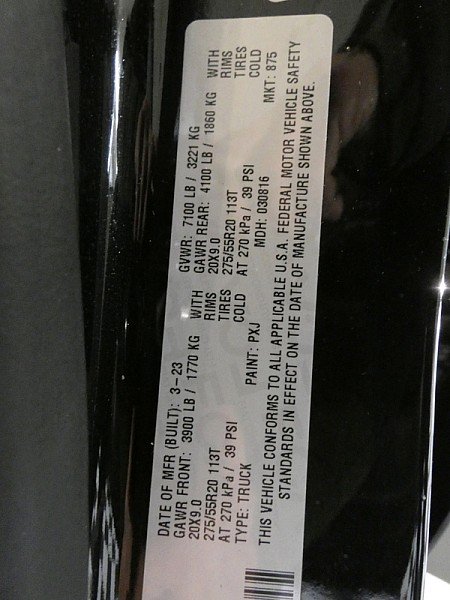 DATE OF MFR (BUILT): 3-23 GVWR: 7100 LB / 3221 KG
GAWR FRONT: 3900 LB / 1770 KG WITH GAWR REAR: 4100 LB / 1860 KG WITH
20X9.0 RIMS 20X9.0 RIMS
275/55R20 113T TIRES 275/55R20 113T TIRES
AT 270 kPa / 39 PSI COLD AT 270 kPa / 39 PSI COLD
TYPE: TRUCK PAINT: PXJ MDH: 030816 MKT: 875
THIS VEHICLE CONFORMS TO ALL APPLICABLE U.S.A. FEDERAL MOTOR VEHICLE SAFETY
STANDARDS IN EFFECT ON THE DATE OF MANUFACTURE SHOWN ABOVE.